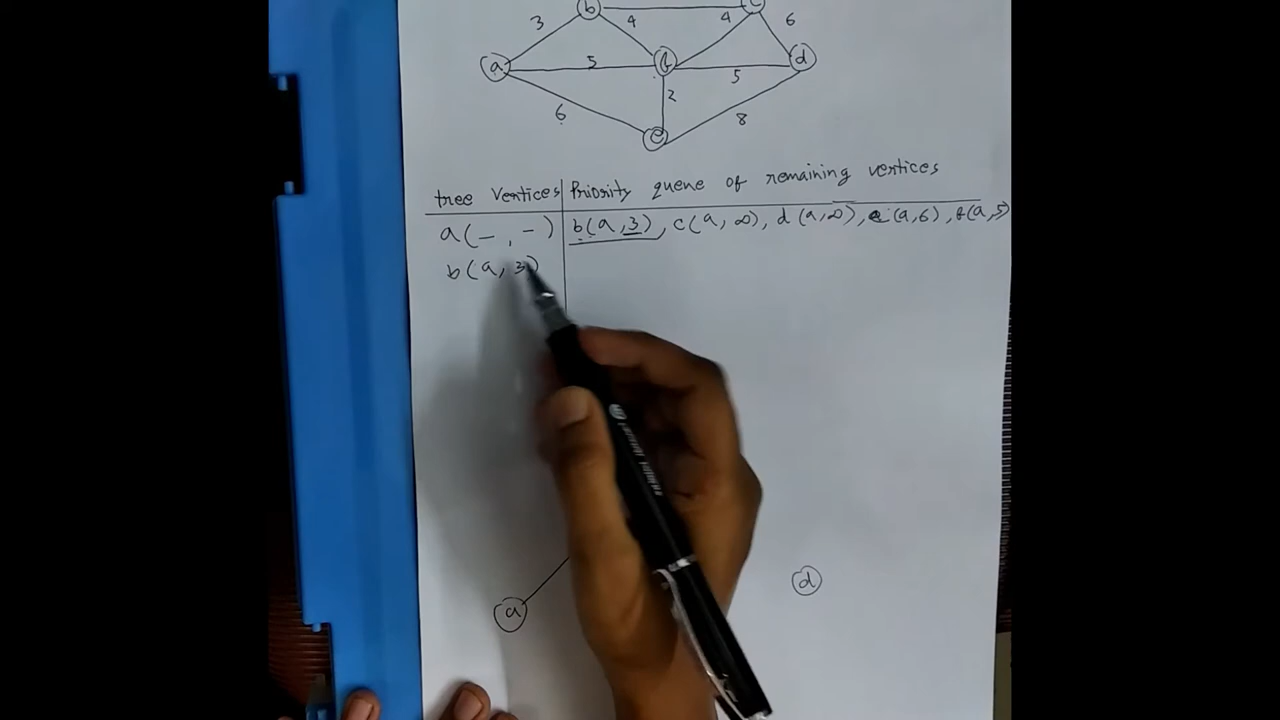 b c
3 4 4 6
a 5 f 5 d
2
6 8
e
tree vertices Priority queue of remaining vertices
a(-, -) b(a, 3), c(a, ∞), d(a, ∞), e(a, 6), f(a, 5)
b(a, 3)
d
a